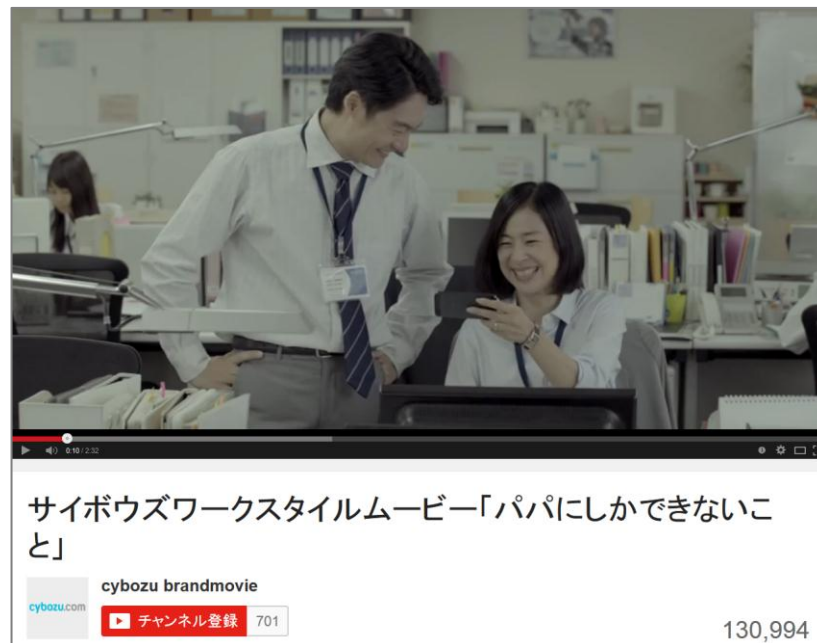 0:10 / 2:32
サイボウズワークスタイルムービー「パパにしかできないこ
と」
cybozu.com
cybozu brandmovie
チャンネル登録 701
130,994